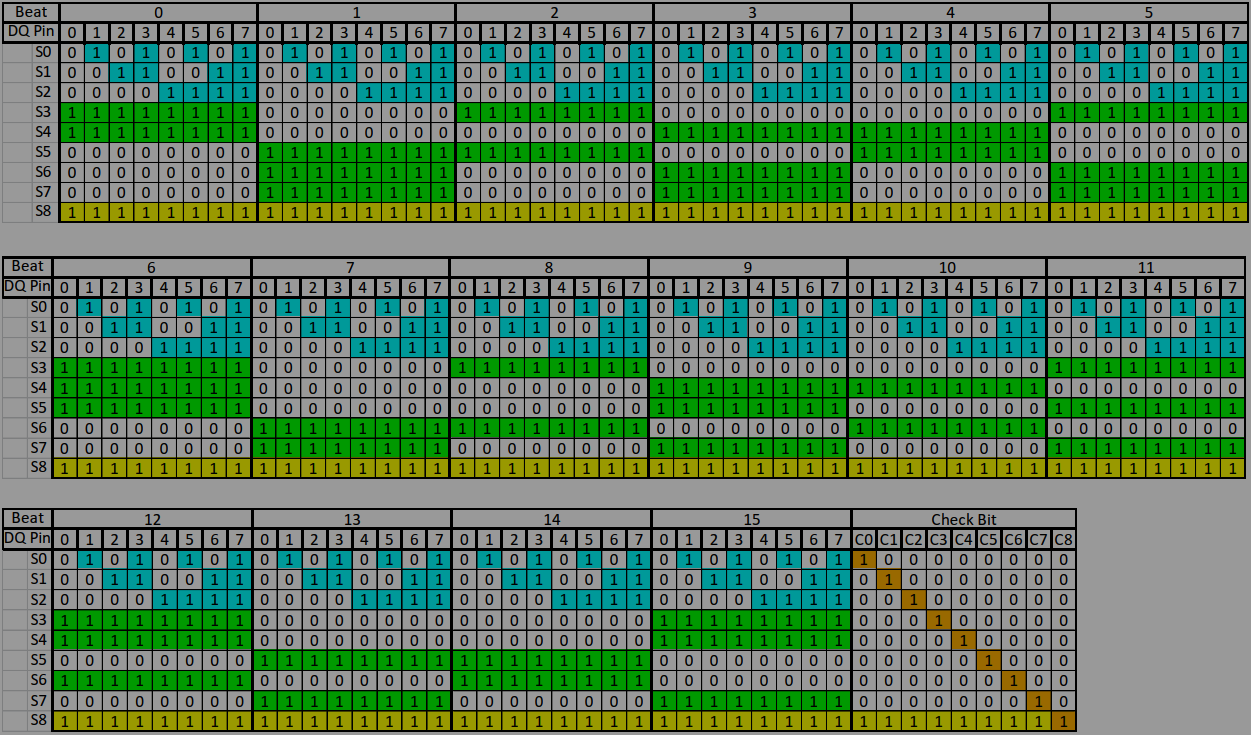 Beat 0 1 2 3 4 5
DQ Pin 0 1 2 3 4 5 6 7 0 1 2 3 4 5 6 7 0 1 2 3 4 5 6 7 0 1 2 3 4 5 6 7 0 1 2 3 4 5 6 7 0 1 2 3 4 5 6 7
S0 0 1 0 1 0 1 0 1 0 1 0 1 0 1 0 1 0 1 0 1 0 1 0 1 0 1 0 1 0 1 0 1 0 1 0 1 0 1 0 1 0 1 0 1 0 1 0 1
S1 0 0 1 1 0 0 1 1 0 0 1 1 0 0 1 1 0 0 1 1 0 0 1 1 0 0 1 1 0 0 1 1 0 0 1 1 0 0 1 1 0 0 1 1 0 0 1 1
S2 0 0 0 0 1 1 1 1 0 0 0 0 1 1 1 1 0 0 0 0 1 1 1 1 0 0 0 0 1 1 1 1 0 0 0 0 1 1 1 1 0 0 0 0 1 1 1 1
S3 1 1 1 1 1 1 1 1 0 0 0 0 0 0 0 0 1 1 1 1 1 1 1 1 0 0 0 0 0 0 0 0 0 0 0 0 0 0 0 0 1 1 1 1 1 1 1 1
S4 1 1 1 1 1 1 1 1 0 0 0 0 0 0 0 0 0 0 0 0 0 0 0 0 1 1 1 1 1 1 1 1 1 1 1 1 1 1 1 1 0 0 0 0 0 0 0 0
S5 0 0 0 0 0 0 0 0 1 1 1 1 1 1 1 1 1 1 1 1 1 1 1 1 0 0 0 0 0 0 0 0 1 1 1 1 1 1 1 1 0 0 0 0 0 0 0 0
S6 0 0 0 0 0 0 0 0 1 1 1 1 1 1 1 1 0 0 0 0 0 0 0 0 1 1 1 1 1 1 1 1 0 0 0 0 0 0 0 0 1 1 1 1 1 1 1 1
S7 0 0 0 0 0 0 0 0 1 1 1 1 1 1 1 1 0 0 0 0 0 0 0 0 1 1 1 1 1 1 1 1 0 0 0 0 0 0 0 0 1 1 1 1 1 1 1 1
S8 1 1 1 1 1 1 1 1 1 1 1 1 1 1 1 1 1 1 1 1 1 1 1 1 1 1 1 1 1 1 1 1 1 1 1 1 1 1 1 1 1 1 1 1 1 1 1 1
Beat 6 7 8 9 10 11
DQ Pin 0 1 2 3 4 5 6 7 0 1 2 3 4 5 6 7 0 1 2 3 4 5 6 7 0 1 2 3 4 5 6 7 0 1 2 3 4 5 6 7 0 1 2 3 4 5 6 7
S0 0 1 0 1 0 1 0 1 0 1 0 1 0 1 0 1 0 1 0 1 0 1 0 1 0 1 0 1 0 1 0 1 0 1 0 1 0 1 0 1 0 1 0 1 0 1 0 1
S1 0 0 1 1 0 0 1 1 0 0 1 1 0 0 1 1 0 0 1 1 0 0 1 1 0 0 1 1 0 0 1 1 0 0 1 1 0 0 1 1 0 0 1 1 0 0 1 1
S2 0 0 0 0 1 1 1 1 0 0 0 0 1 1 1 1 0 0 0 0 1 1 1 1 0 0 0 0 1 1 1 1 0 0 0 0 1 1 1 1 0 0 0 0 1 1 1 1
S3 1 1 1 1 1 1 1 1 0 0 0 0 0 0 0 0 1 1 1 1 1 1 1 1 0 0 0 0 0 0 0 0 0 0 0 0 0 0 0 0 1 1 1 1 1 1 1 1
S4 1 1 1 1 1 1 1 1 0 0 0 0 0 0 0 0 0 0 0 0 0 0 0 0 1 1 1 1 1 1 1 1 1 1 1 1 1 1 1 1 0 0 0 0 0 0 0 0
S5 1 1 1 1 1 1 1 1 0 0 0 0 0 0 0 0 0 0 0 0 0 0 0 0 1 1 1 1 1 1 1 1 0 0 0 0 0 0 0 0 1 1 1 1 1 1 1 1
S6 0 0 0 0 0 0 0 0 1 1 1 1 1 1 1 1 1 1 1 1 1 1 1 1 0 0 0 0 0 0 0 0 1 1 1 1 1 1 1 1 0 0 0 0 0 0 0 0
S7 0 0 0 0 0 0 0 0 1 1 1 1 1 1 1 1 0 0 0 0 0 0 0 0 1 1 1 1 1 1 1 1 0 0 0 0 0 0 0 0 1 1 1 1 1 1 1 1
S8 1 1 1 1 1 1 1 1 1 1 1 1 1 1 1 1 1 1 1 1 1 1 1 1 1 1 1 1 1 1 1 1 1 1 1 1 1 1 1 1 1 1 1 1 1 1 1 1
Beat 12 13 14 15 Check Bit
DQ Pin 0 1 2 3 4 5 6 7 0 1 2 3 4 5 6 7 0 1 2 3 4 5 6 7 0 1 2 3 4 5 6 7 C0 C1 C2 C3 C4 C5 C6 C7 C8
S0 0 1 0 1 0 1 0 1 0 1 0 1 0 1 0 1 0 1 0 1 0 1 0 1 0 1 0 1 0 1 0 1 1 0 0 0 0 0 0 0 0
S1 0 0 1 1 0 0 1 1 0 0 1 1 0 0 1 1 0 0 1 1 0 0 1 1 0 0 1 1 0 0 1 1 0 1 0 0 0 0 0 0 0
S2 0 0 0 0 1 1 1 1 0 0 0 0 1 1 1 1 0 0 0 0 1 1 1 1 0 0 0 0 1 1 1 1 0 0 1 0 0 0 0 0 0
S3 1 1 1 1 1 1 1 1 0 0 0 0 0 0 0 0 0 0 0 0 0 0 0 0 1 1 1 1 1 1 1 1 0 0 0 1 0 0 0 0 0
S4 1 1 1 1 1 1 1 1 0 0 0 0 0 0 0 0 0 0 0 0 0 0 0 0 1 1 1 1 1 1 1 1 0 0 0 0 1 0 0 0 0
S5 0 0 0 0 0 0 0 0 1 1 1 1 1 1 1 1 1 1 1 1 1 1 1 1 0 0 0 0 0 0 0 0 0 0 0 0 0 1 0 0 0
S6 1 1 1 1 1 1 1 1 0 0 0 0 0 0 0 0 1 1 1 1 1 1 1 1 0 0 0 0 0 0 0 0 0 0 0 0 0 0 1 0 0
S7 0 0 0 0 0 0 0 0 1 1 1 1 1 1 1 1 0 0 0 0 0 0 0 0 1 1 1 1 1 1 1 1 0 0 0 0 0 0 0 1 0
S8 1 1 1 1 1 1 1 1 1 1 1 1 1 1 1 1 1 1 1 1 1 1 1 1 1 1 1 1 1 1 1 1 1 1 1 1 1 1 1 1 1